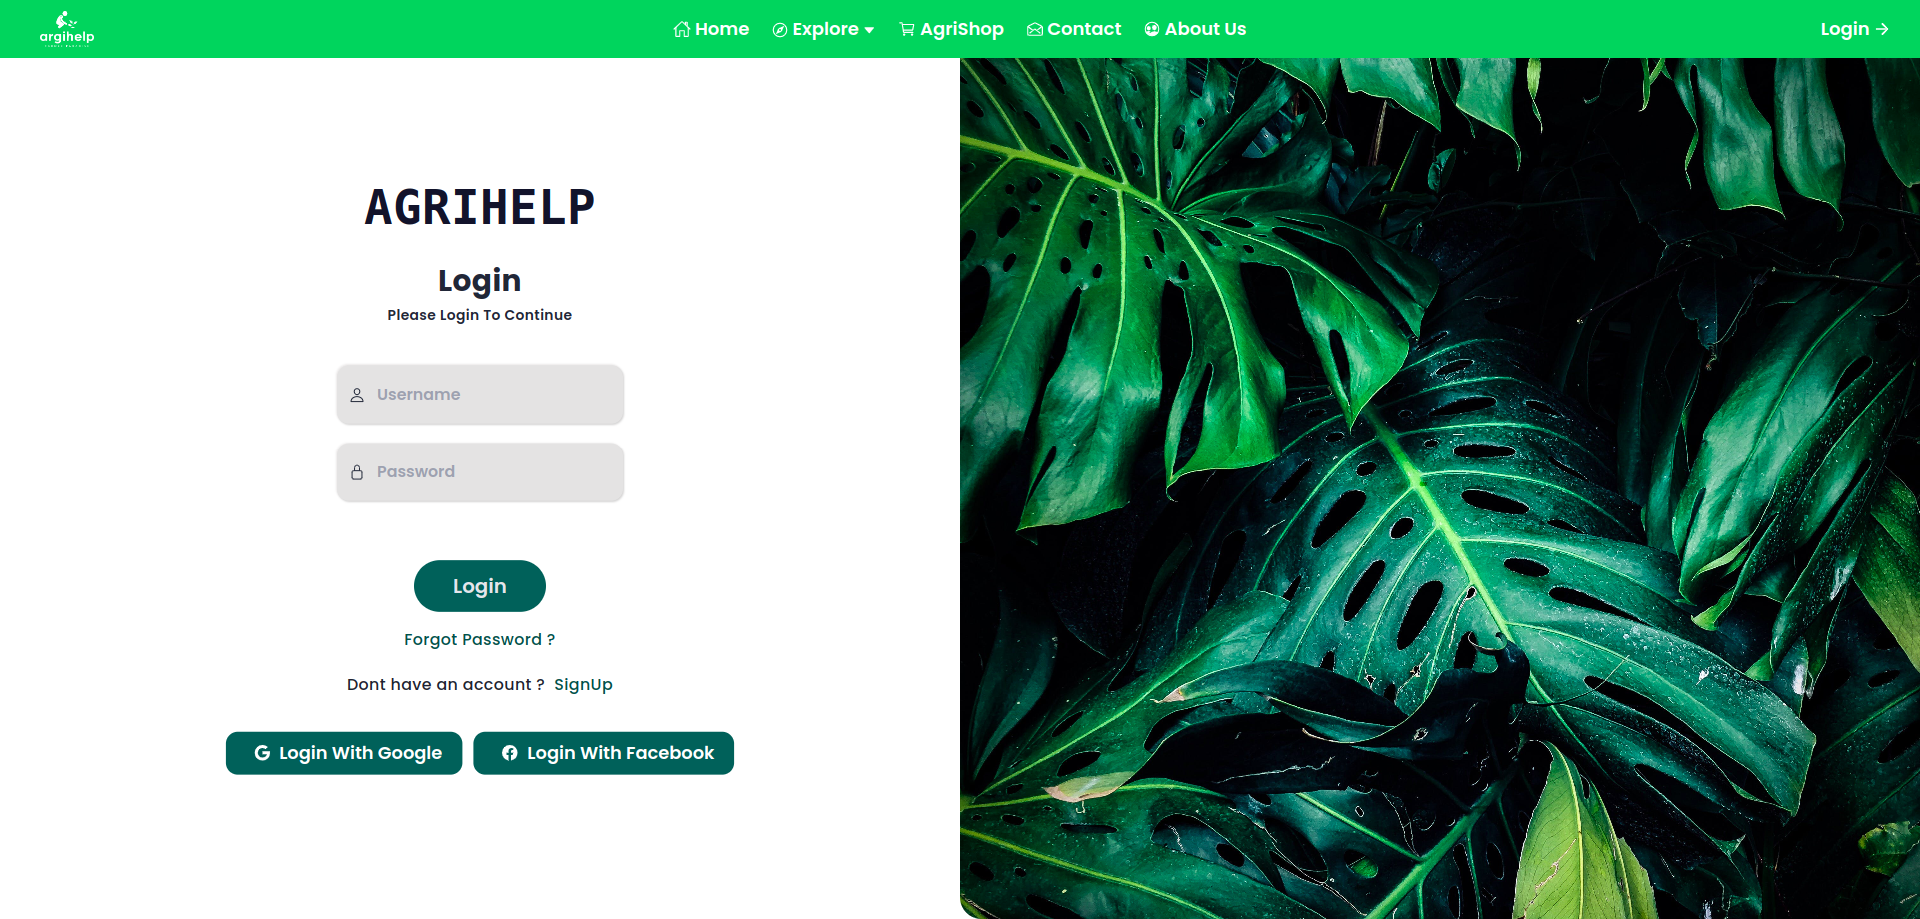 argihelp
Home Explore AgriShop Contact About Us Login
AGRIHELP
Login
Please Login To Continue
Username
Password
Login
Forgot Password ?
Dont have an account ? SignUp
Login With Google Login With Facebook